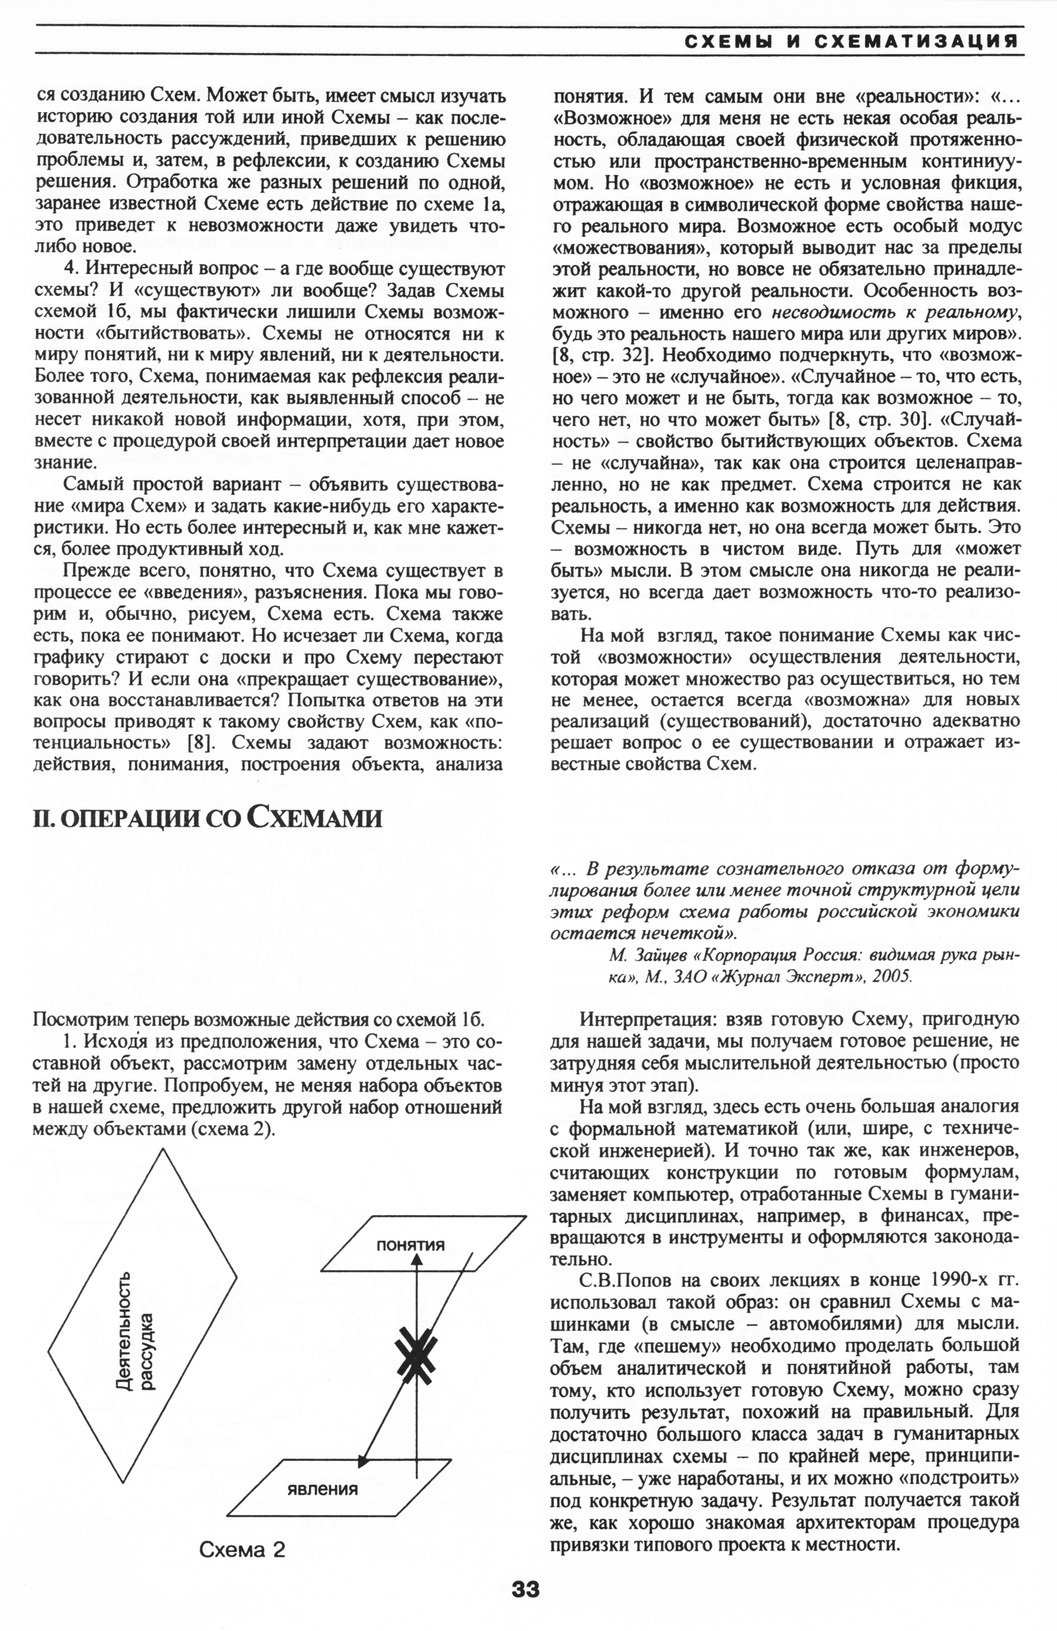 СХЕМЫ И СХЕМАТИЗАЦИЯ
ся созданию Схем. Может быть, имеет смысл изучать
историю создания той или иной Схемы – как после-
довательность рассуждений, приведших к решению
проблемы и, затем, в рефлексии, к созданию Схемы
решения. Отработка же разных решений по одной,
заранее известной Схеме есть действие по схеме 1а,
это приведет к невозможности даже увидеть что-
либо новое.
4. Интересный вопрос – а где вообще существуют
схемы? И «существуют» ли вообще? Задав Схемы
схемой 1б, мы фактически лишили Схемы возмож-
ности «бытийствовать». Схемы не относятся ни к
миру понятий, ни к миру явлений, ни к деятельности.
Более того, Схема, понимаемая как рефлексия реали-
зованной деятельности, как выявленный способ – не
несет никакой новой информации, хотя, при этом,
вместе с процедурой своей интерпретации дает новое
знание.
Самый простой вариант – объявить существова-
ние «мира Схем» и задать какие-нибудь его характе-
ристики. Но есть более интересный и, как мне кажет-
ся, более продуктивный ход.
Прежде всего, понятно, что Схема существует в
процессе ее «введения», разъяснения. Пока мы гово-
рим и, обычно, рисуем, Схема есть. Схема также
есть, пока ее понимают. Но исчезает ли Схема, когда
графику стирают с доски и про Схему перестают
говорить? И если она «прекращает существование»,
как она восстанавливается? Попытка ответов на эти
вопросы приводят к такому свойству Схем, как «по-
тенциальность» [8]. Схемы задают возможность:
действия, понимания, построения объекта, анализа
понятия. И тем самым они вне «реальности»: «…
«Возможное» для меня не есть некая особая реаль-
ность, обладающая своей физической протяженно-
стью или пространственно-временным континуу-
мом. Но «возможное» не есть и условная фикция,
отражающая в символической форме свойства наше-
го реального мира. Возможное есть особый модус
«можествования», который выводит нас за пределы
этой реальности, но вовсе не обязательно принадле-
жит какой-то другой реальности. Особенность воз-
можного – именно его несводимость к реальному,
будь это реальность нашего мира или других миров».
[8, стр. 32]. Необходимо подчеркнуть, что «возмож-
ное» – это не «случайное». «Случайное – то, что есть,
но чего может и не быть, тогда как возможное – то,
чего нет, но что может быть» [8, стр. 30]. «Случай-
ность» – свойство бытийствующих объектов. Схема
– не «случайна», так как она строится целенаправ-
ленно, но не как предмет. Схема строится не как
реальность, а именно как возможность для действия.
Схемы – никогда нет, но она всегда может быть. Это
– возможность в чистом виде. Путь для «может
быть» мысли. В этом смысле она никогда не реали-
зуется, но всегда дает возможность что-то реализо-
вать.
На мой взгляд, такое понимание Схемы как чис-
той «возможности» осуществления деятельности,
которая может множество раз осуществиться, но тем
не менее, остается всегда «возможна» для новых
реализаций (существований), достаточно адекватно
решает вопрос о ее существовании и отражает из-
вестные свойства Схем.
II. ОПЕРАЦИИ СО СХЕМАМИ
«… В результате сознательного отказа от форму-
лирования более или менее точной структурной цели
этих реформ схема работы российской экономики
остается нечеткой».
М. Зайцев «Корпорация Россия: видимая рука рын-
ка», М., ЗАО «Журнал Эксперт», 2005.
Посмотрим теперь возможные действия со схемой 1б.
1. Исходя из предположения, что Схема – это со-
ставной объект, рассмотрим замену отдельных час-
тей на другие. Попробуем, не меняя набора объектов
в нашей схеме, предложить другой набор отношений
между объектами (схема 2).
Деятельность
рассудка
понятия
явления
Схема 2
Интерпретация: взяв готовую Схему, пригодную
для нашей задачи, мы получаем готовое решение, не
затрудняя себя мыслительной деятельностью (просто
минуя этот этап).
На мой взгляд, здесь есть очень большая аналогия
с формальной математикой (или, шире, с техниче-
ской инженерией). И точно так же, как инженеров,
считающих конструкции по готовым формулам,
заменяет компьютер, отработанные Схемы в гумани-
тарных дисциплинах, например, в финансах, пре-
вращаются в инструменты и оформляются законода-
тельно.
С.В.Попов на своих лекциях в конце 1990-х гг.
использовал такой образ: он сравнил Схемы с ма-
шинками (в смысле – автомобилями) для мысли.
Там, где «пешему» необходимо проделать большой
объем аналитической и понятийной работы, там
тому, кто использует готовую Схему, можно сразу
получить результат, похожий на правильный. Для
достаточно большого класса задач в гуманитарных
дисциплинах схемы – по крайней мере, принципи-
альные, – уже наработаны, и их можно «подстроить»
под конкретную задачу. Результат получается такой
же, как хорошо знакомая архитекторам процедура
привязки типового проекта к местности.
33